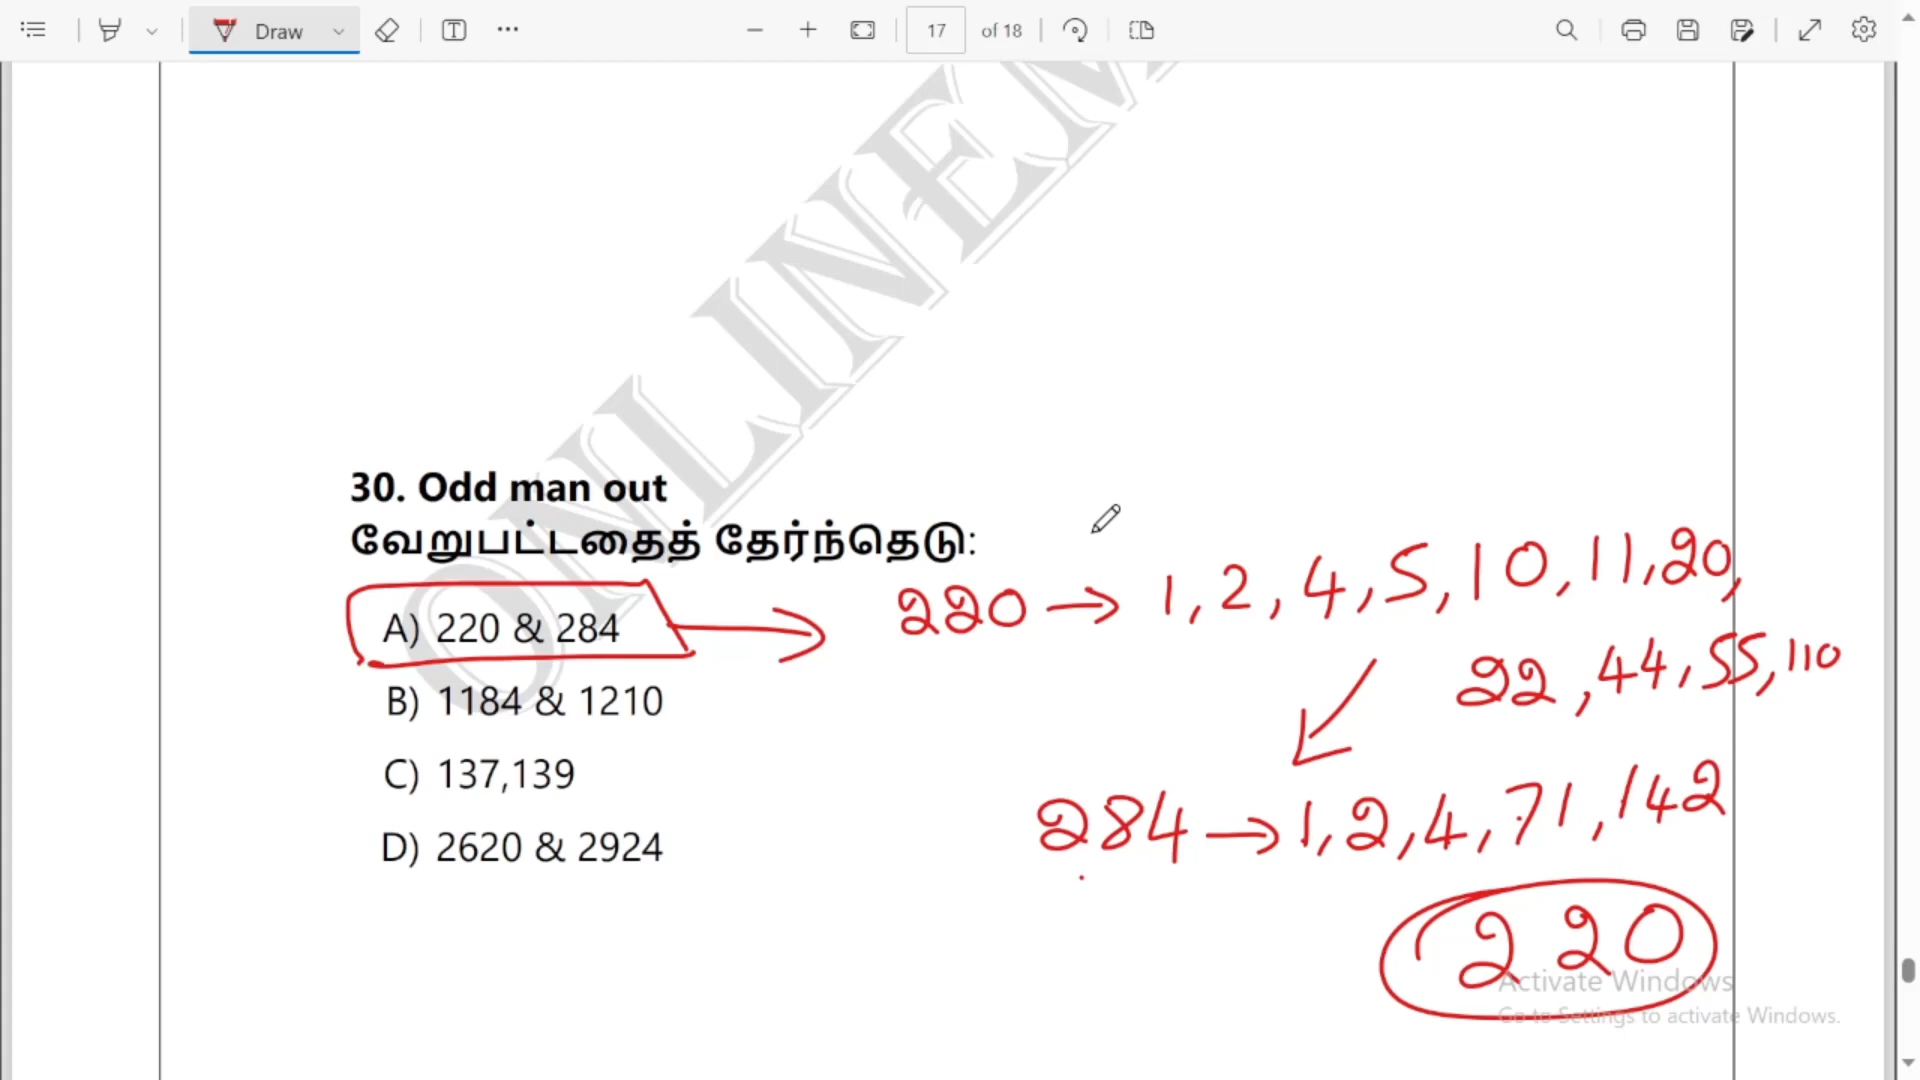 Draw
17 of 18
ONLINEM
30. Odd man out
வேறுபட்டதைத் தேர்ந்தெடு:
A) 220 & 284
220 → 1, 2, 4, 5, 10, 11, 20,
22, 44, 55, 110
B) 1184 & 1210
C) 137,139
284 → 1, 2, 4, 71, 142
D) 2620 & 2924
220
Activate Windows
Go to Settings to activate Windows.